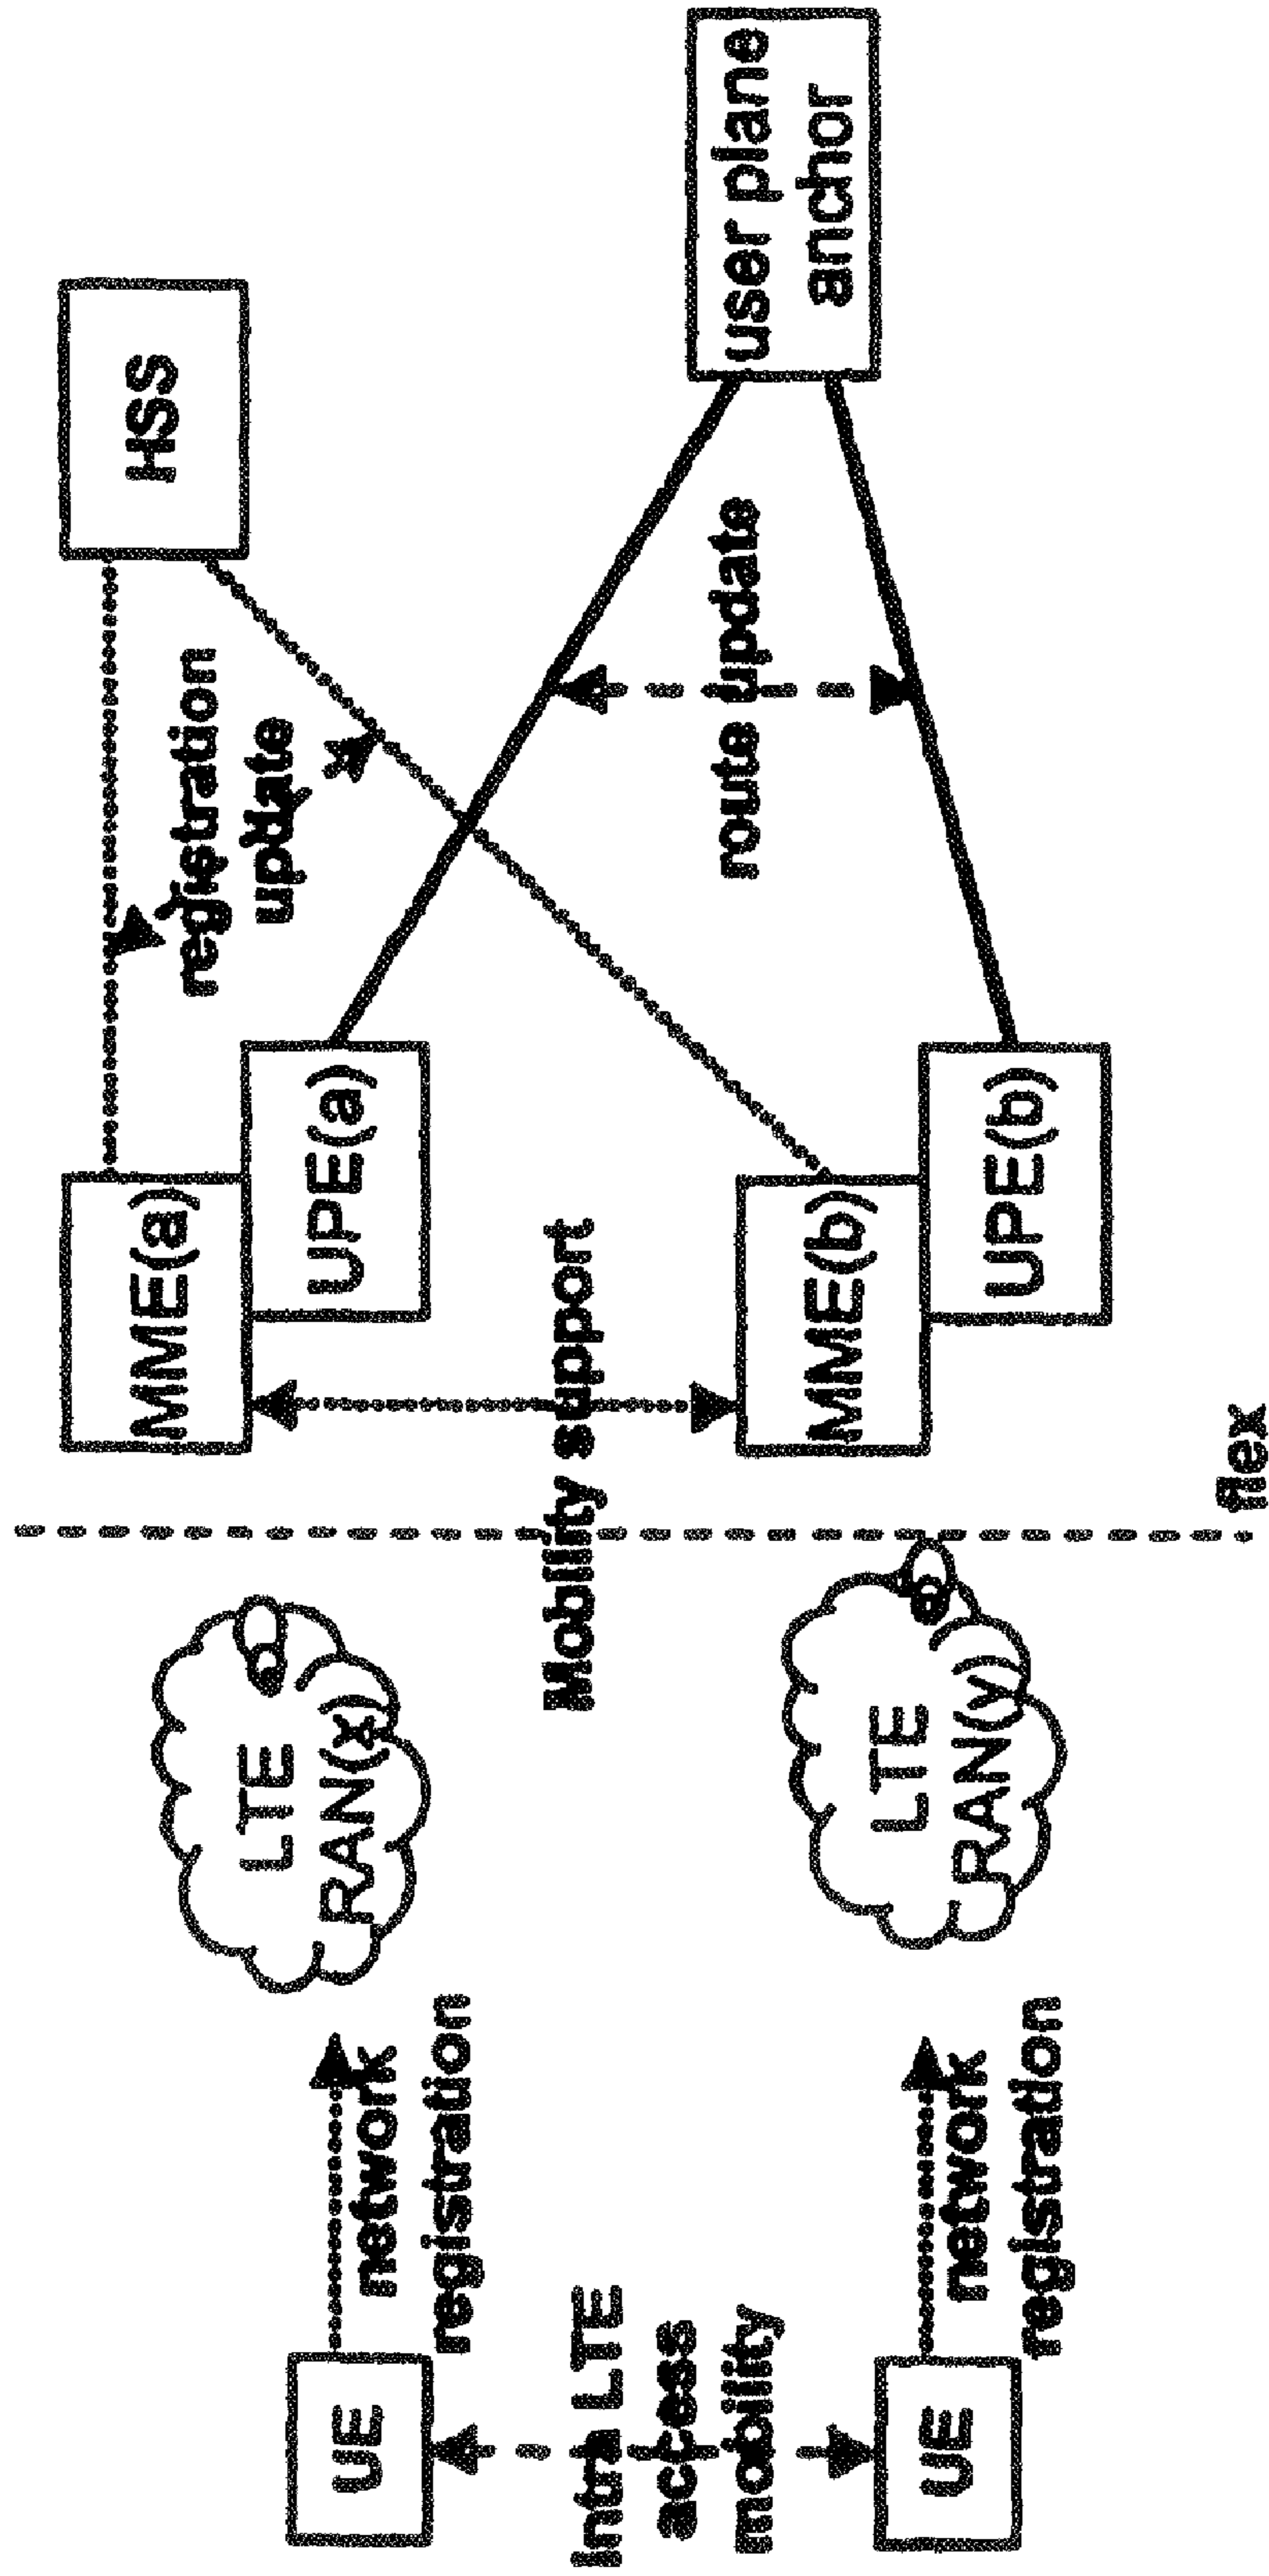 UE
network
registration
LTE
RAN(x)
MME(a)
UPE(a)
registration
update
HSS
Intra LTE
access
mobility
Mobility support
route update
user plane
anchor
UE
network
registration
LTE
RAN(y)
MME(b)
UPE(b)
flex